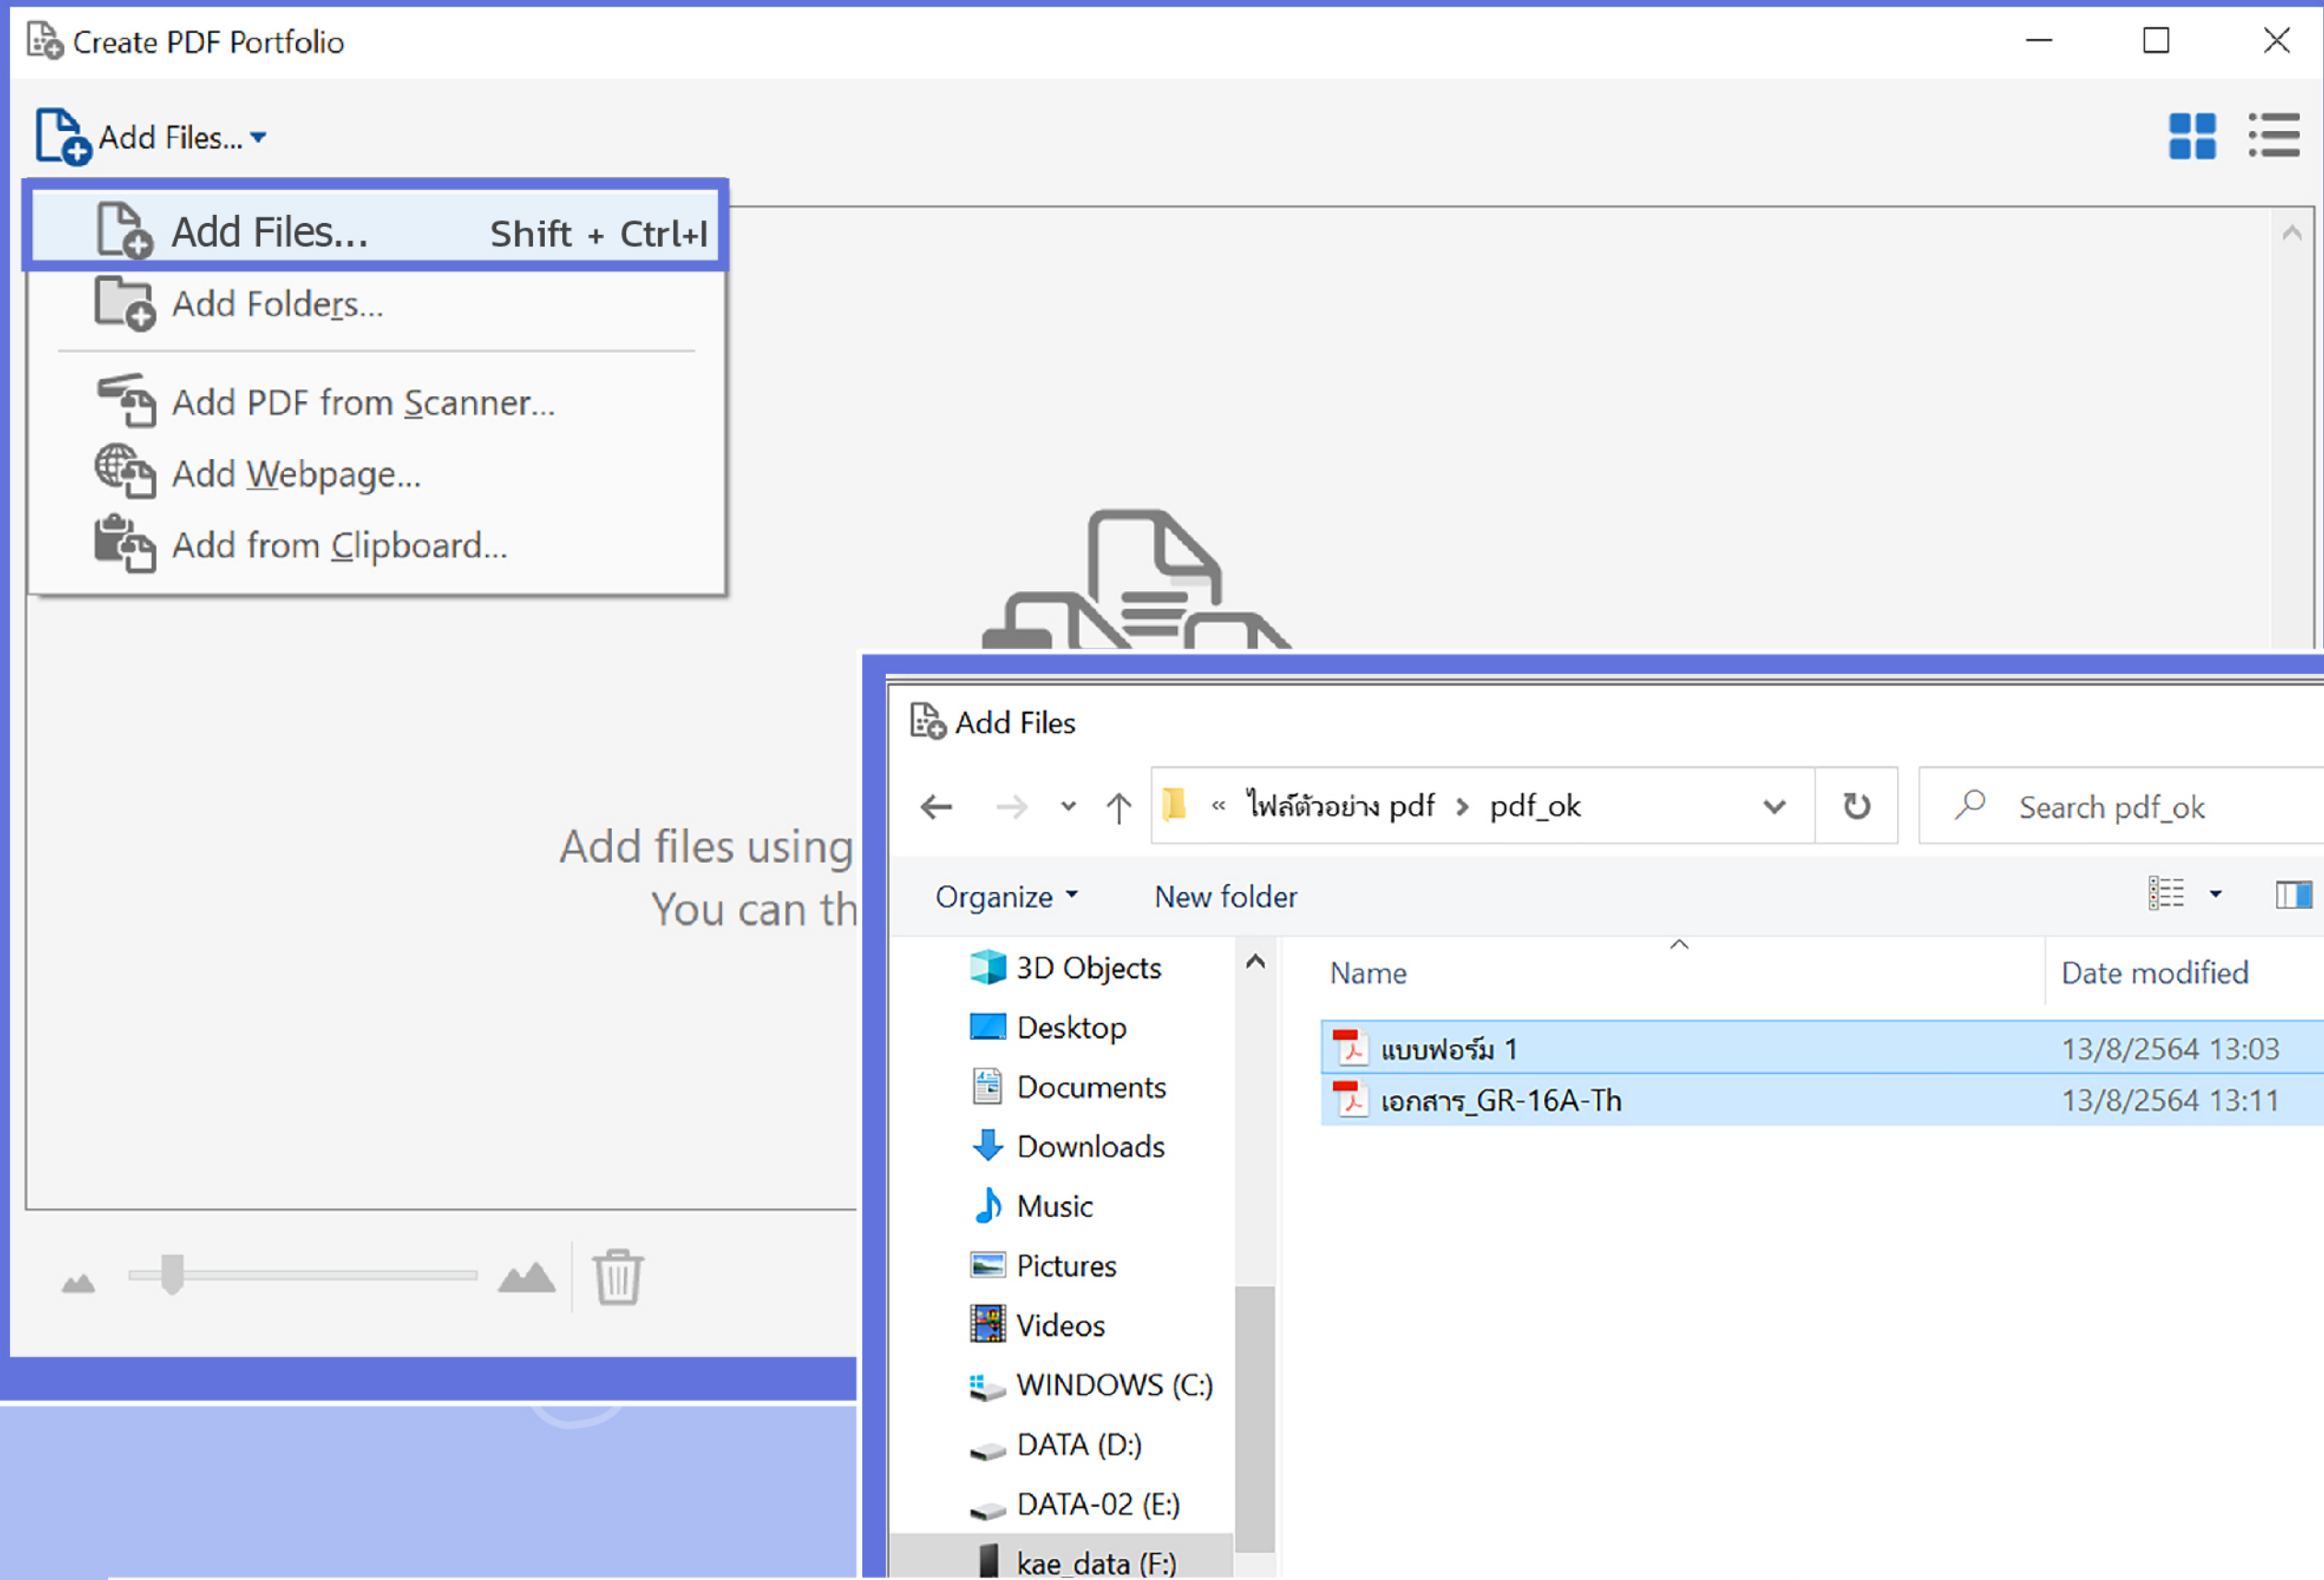 Create PDF Portfolio
Add Files...
Add Files... Shift + Ctrl+I
Add Folders...
Add PDF from Scanner...
Add Webpage...
Add from Clipboard...
Add files using
You can th
Add Files
« ไฟล์ตัวอย่าง pdf > pdf_ok
Search pdf_ok
Organize
New folder
3D Objects
Desktop
Documents
Downloads
Music
Pictures
Videos
WINDOWS (C:)
DATA (D:)
DATA-02 (E:)
kae_data (F:)
Name Date modified
แบบฟอร์ม 1 13/8/2564 13:03
เอกสาร_GR-16A-Th 13/8/2564 13:11